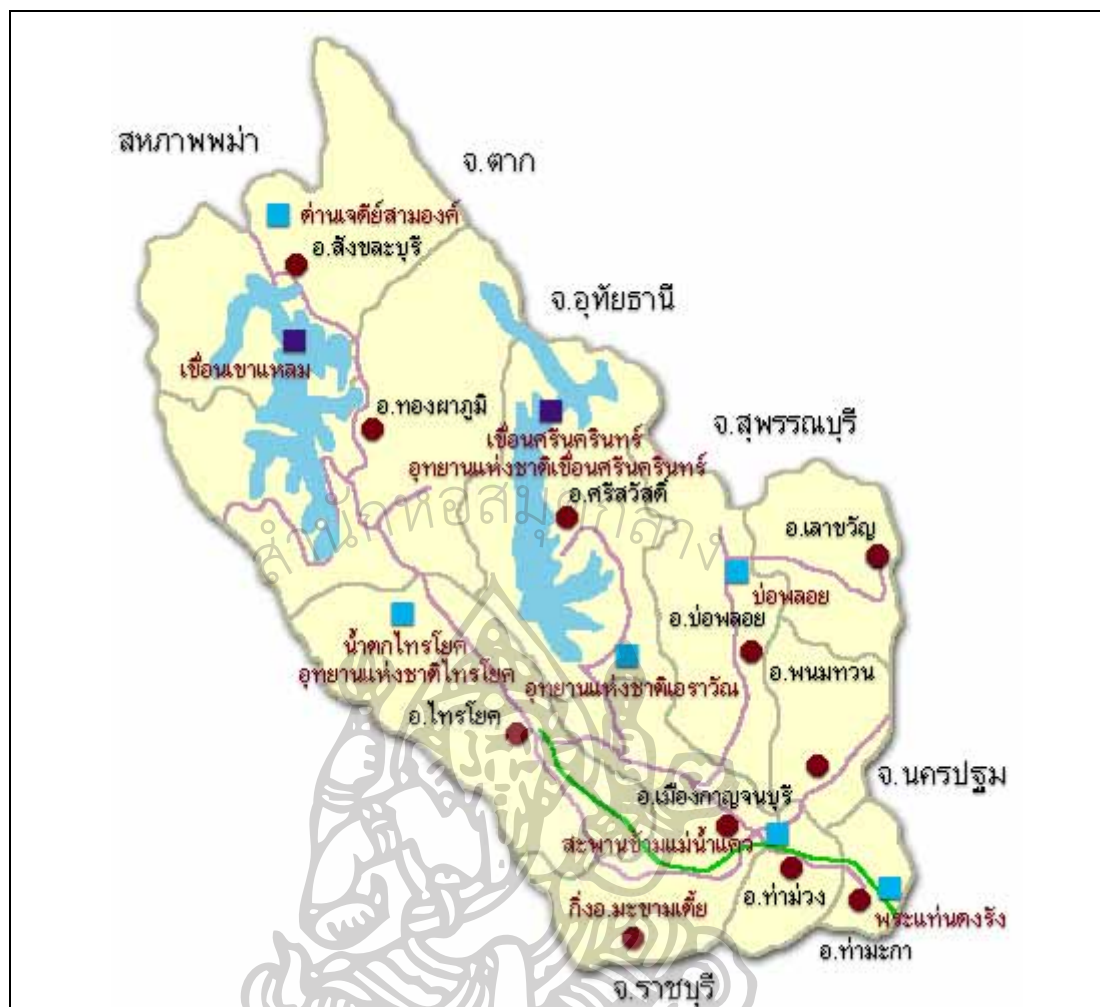 สหภาพพม่า
จ.ตาก
ด่านเจดีย์สามองค์
อ.สังขละบุรี
จ.อุทัยธานี
เขื่อนเขาแหลม
อ.ทองผาภูมิ
จ.สุพรรณบุรี
เขื่อนศรีนครินทร์
อุทยานแห่งชาติเขื่อนศรีนครินทร์
อ.ศรีสวัสดิ์
อ.เลาขวัญ
สำนักหอสมุดกลาง
บ่อพลอย
อ.บ่อพลอย
น้ำตกไทรโยค
อุทยานแห่งชาติไทรโยค
อุทยานแห่งชาติเอราวัณ
อ.พนมทวน
อ.ไทรโยค
จ.นครปฐม
อ.เมืองกาญจนบุรี
สะพานข้ามแม่น้ำแคว
กิ่งอ.มะขามเตี้ย
อ.ท่าม่วง
พระแท่นดงรัง
อ.ท่ามะกา
จ.ราชบุรี